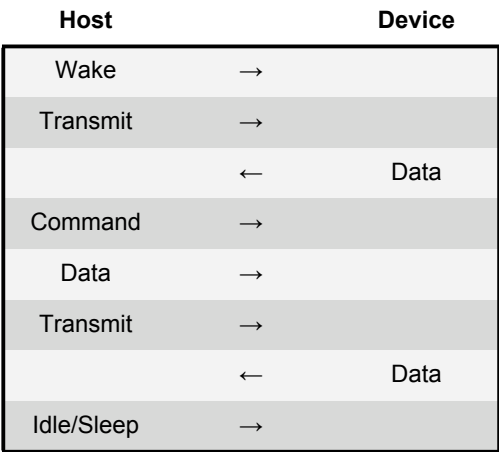 Host Device
Wake →
Transmit →
← Data
Command →
Data →
Transmit →
← Data
Idle/Sleep →